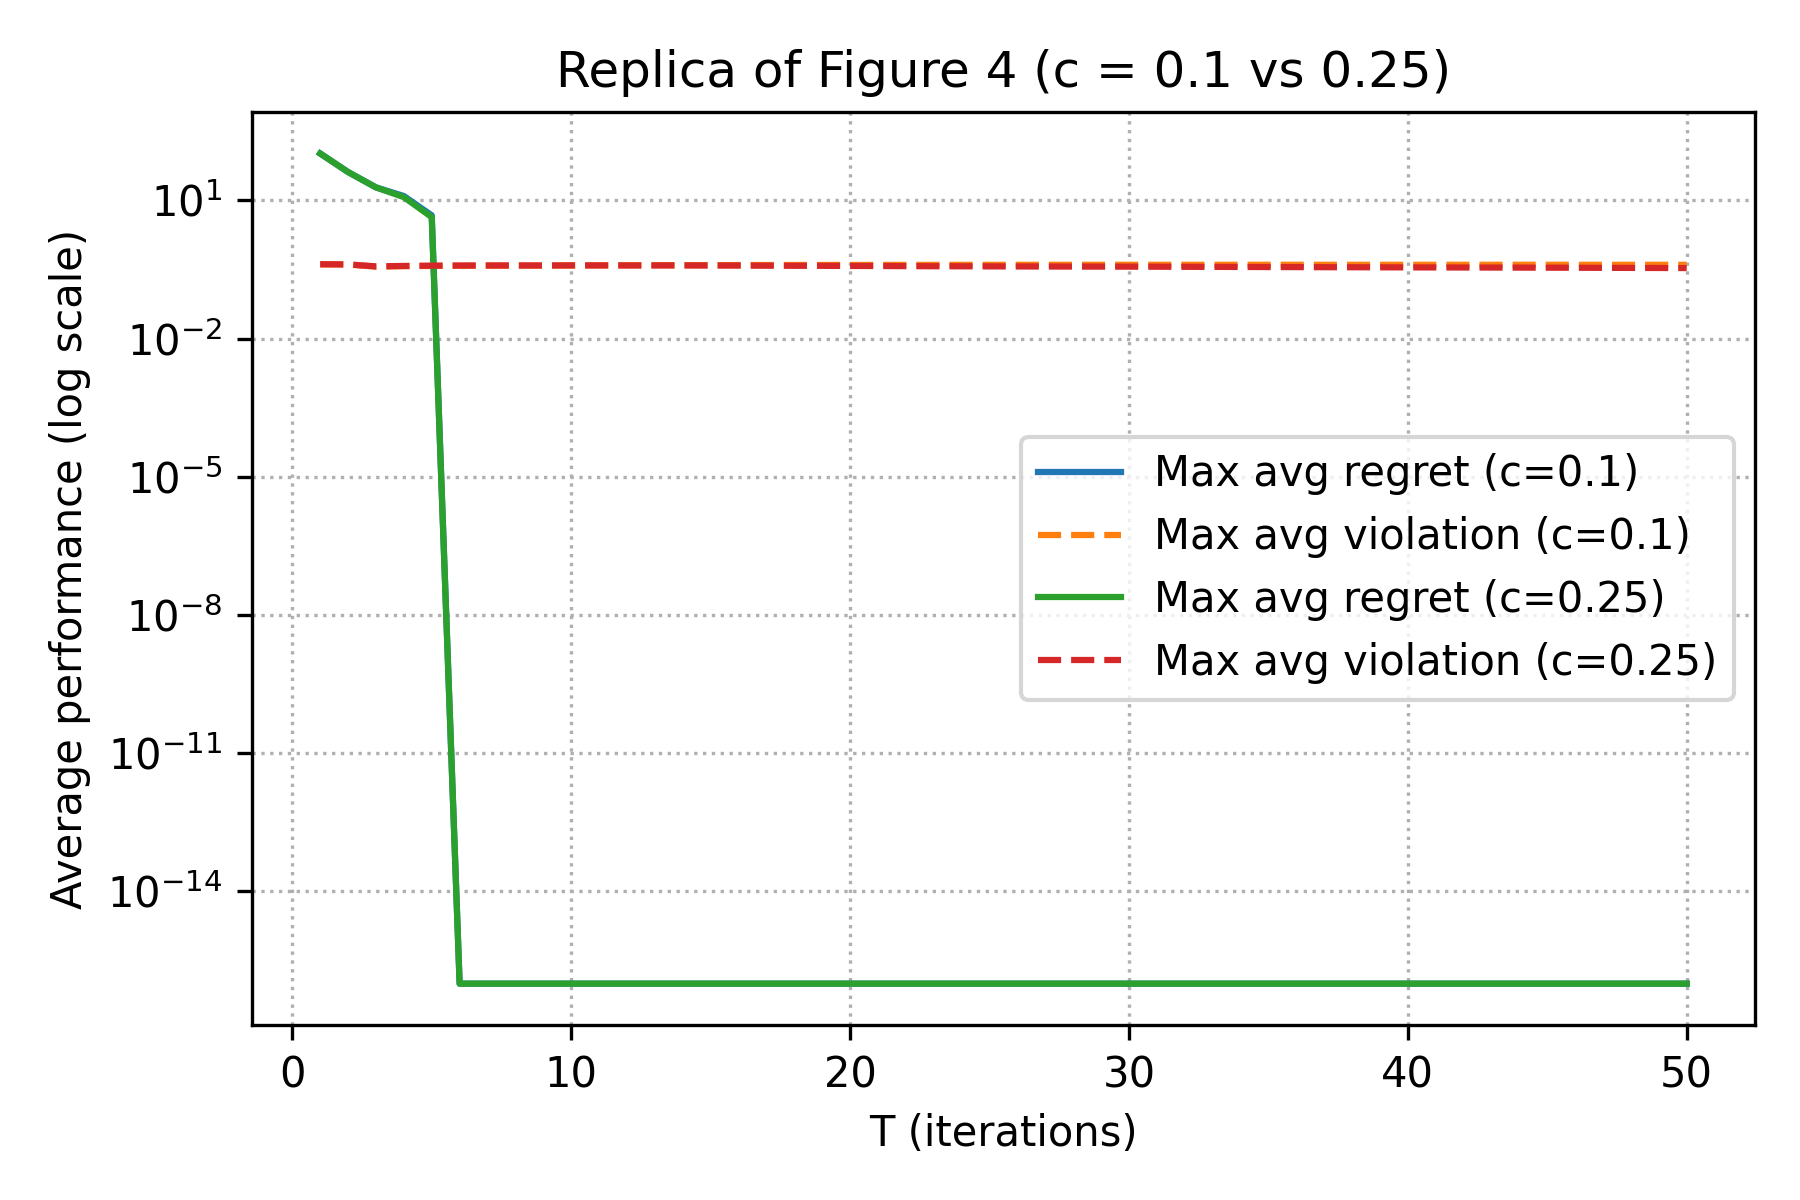 Replica of Figure 4 (c = 0.1 vs 0.25)
Average performance (log scale)
10¹
10⁻²
10⁻⁵
10⁻⁸
10⁻¹¹
10⁻¹⁴
Max avg regret (c=0.1)
Max avg violation (c=0.1)
Max avg regret (c=0.25)
Max avg violation (c=0.25)
0 10 20 30 40 50
T (iterations)